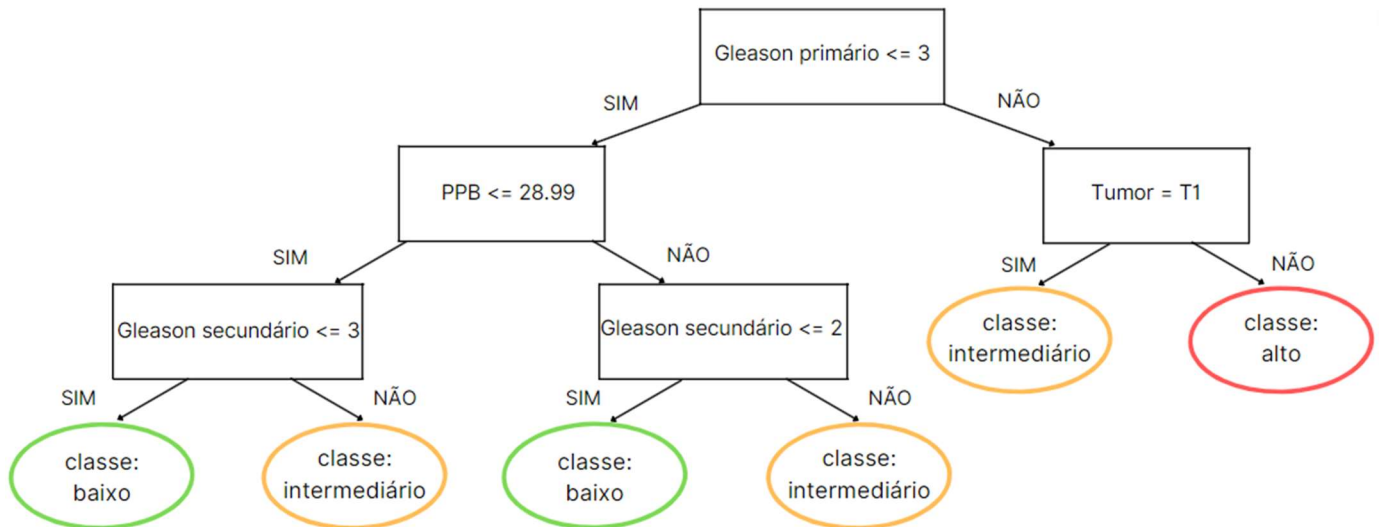 Gleason primário <= 3
SIM
NÃO
PPB <= 28.99
Tumor = T1
SIM
NÃO
SIM
NÃO
Gleason secundário <= 3
Gleason secundário <= 2
classe:
intermediário
classe:
alto
SIM
NÃO
SIM
NÃO
classe:
baixo
classe:
intermediário
classe:
baixo
classe:
intermediário